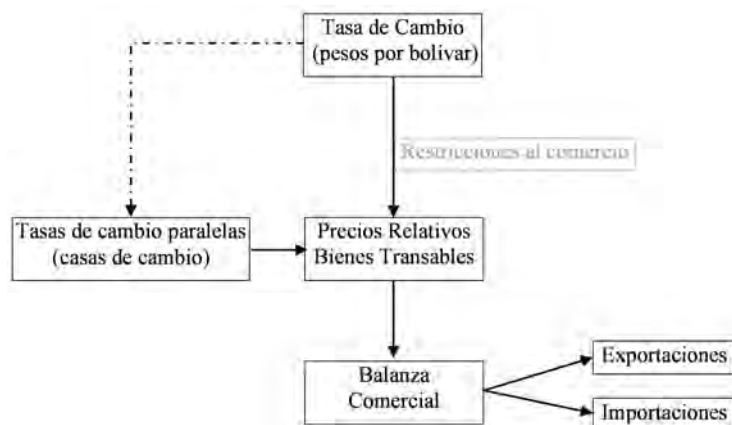 Tasa de Cambio
(pesos por bolivar)
Restricciones al comercio
Tasas de cambio paralelas
(casas de cambio)
Precios Relativos
Bienes Transables
Balanza
Comercial
Exportaciones
Importaciones